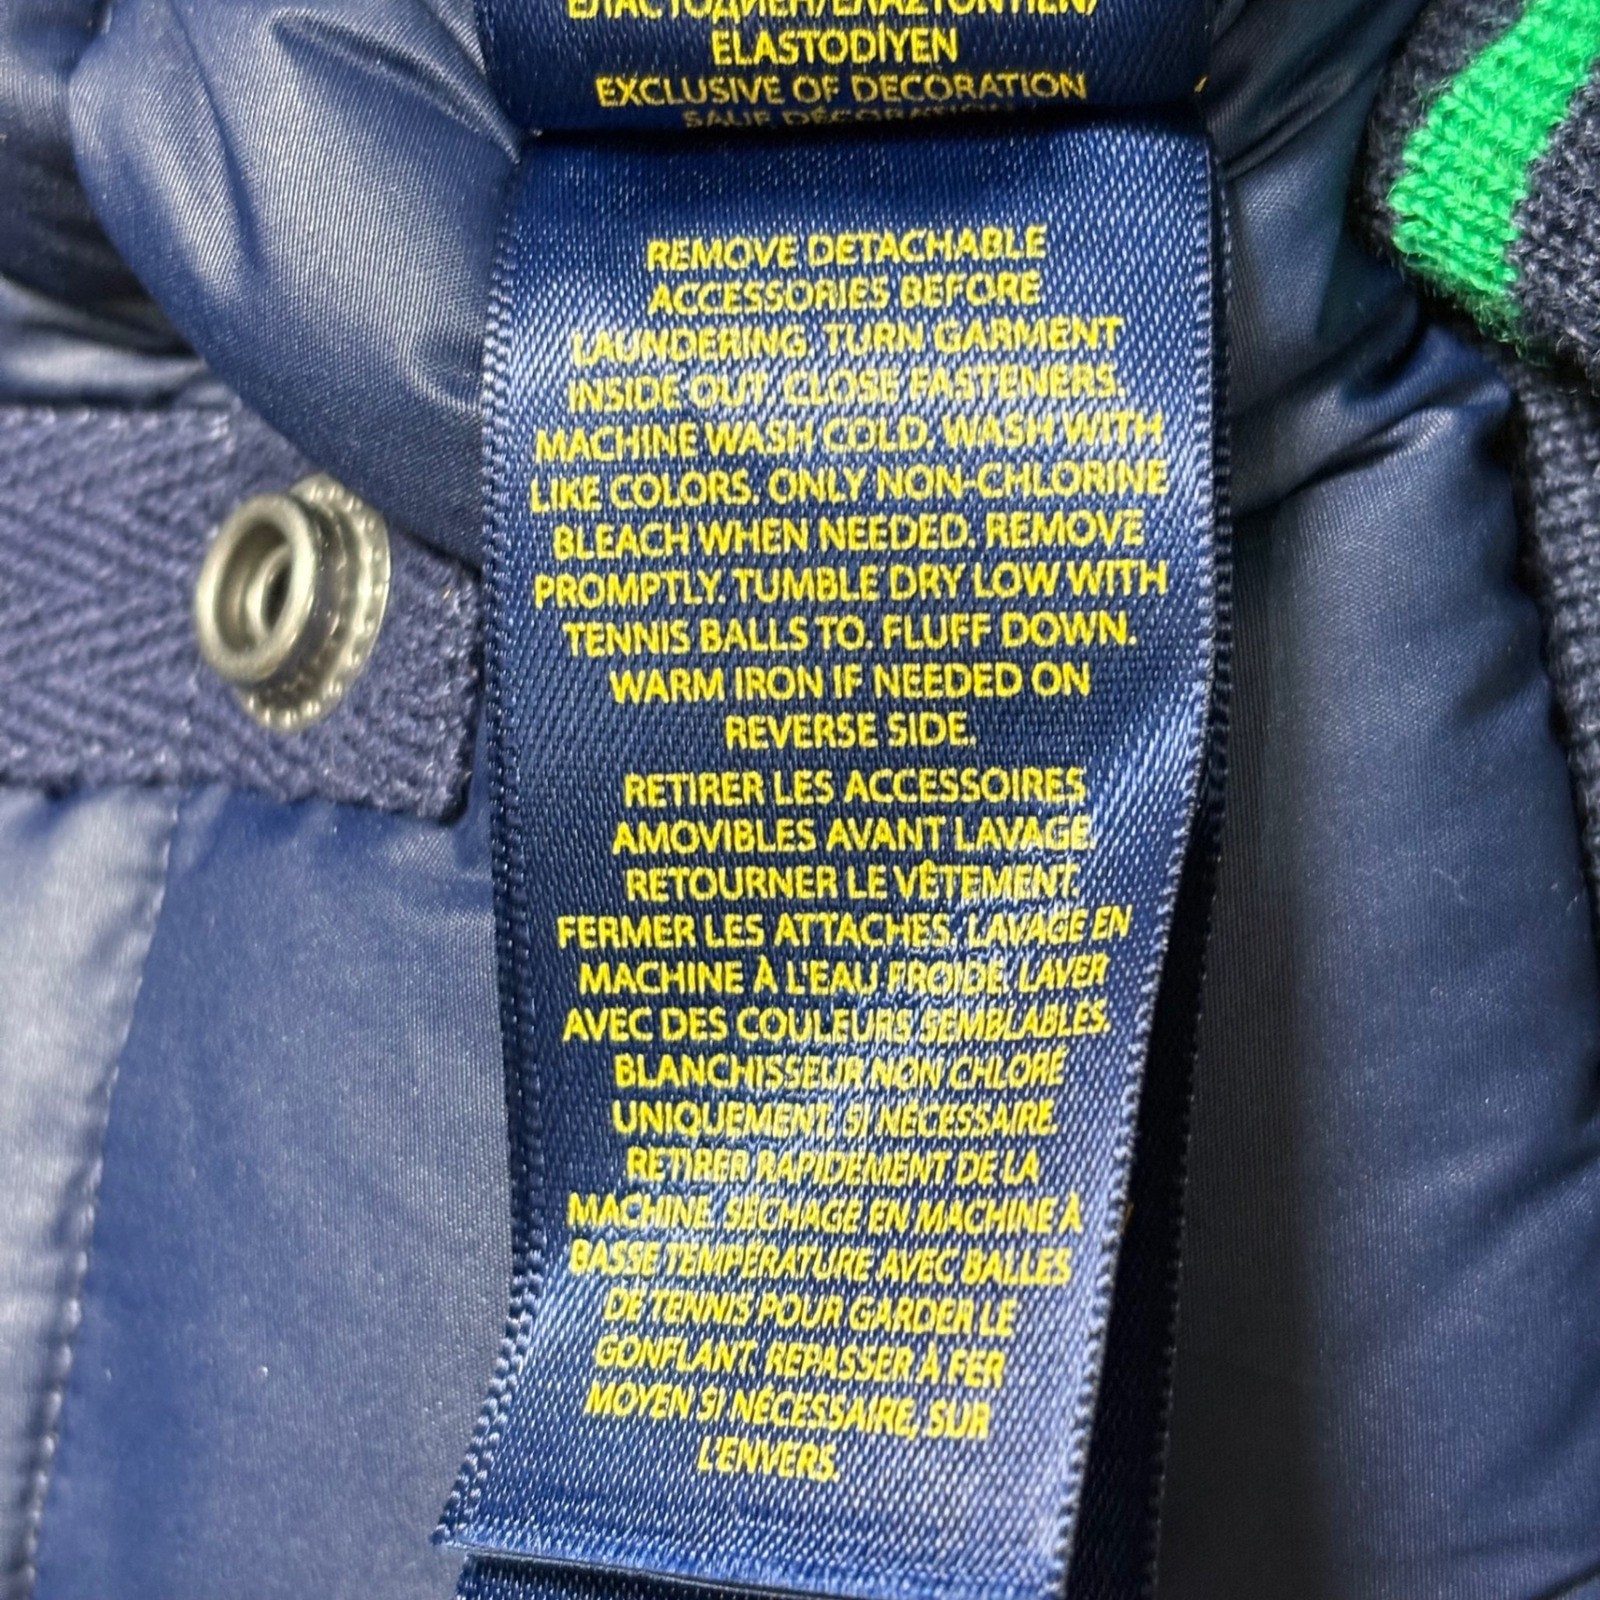 ELASTODİYEN
EXCLUSIVE OF DECORATION
SAUF DÉCORATION
REMOVE DETACHABLE
ACCESSORIES BEFORE
LAUNDERING. TURN GARMENT
INSIDE OUT. CLOSE FASTENERS.
MACHINE WASH COLD. WASH WITH
LIKE COLORS. ONLY NON-CHLORINE
BLEACH WHEN NEEDED. REMOVE
PROMPTLY. TUMBLE DRY LOW WITH
TENNIS BALLS TO. FLUFF DOWN.
WARM IRON IF NEEDED ON
REVERSE SIDE.
RETIRER LES ACCESSOIRES
AMOVIBLES AVANT LAVAGE.
RETOURNER LE VÊTEMENT.
FERMER LES ATTACHES. LAVAGE EN
MACHINE À L'EAU FROIDE. LAVER
AVEC DES COULEURS SEMBLABLES.
BLANCHISSEUR NON CHLORÉ
UNIQUEMENT, SI NÉCESSAIRE.
RETIRER RAPIDEMENT DE LA
MACHINE. SÉCHAGE EN MACHINE À
BASSE TEMPÉRATURE AVEC BALLES
DE TENNIS POUR GARDER LE
GONFLANT. REPASSER À FER
MOYEN SI NÉCESSAIRE, SUR
L'ENVERS.